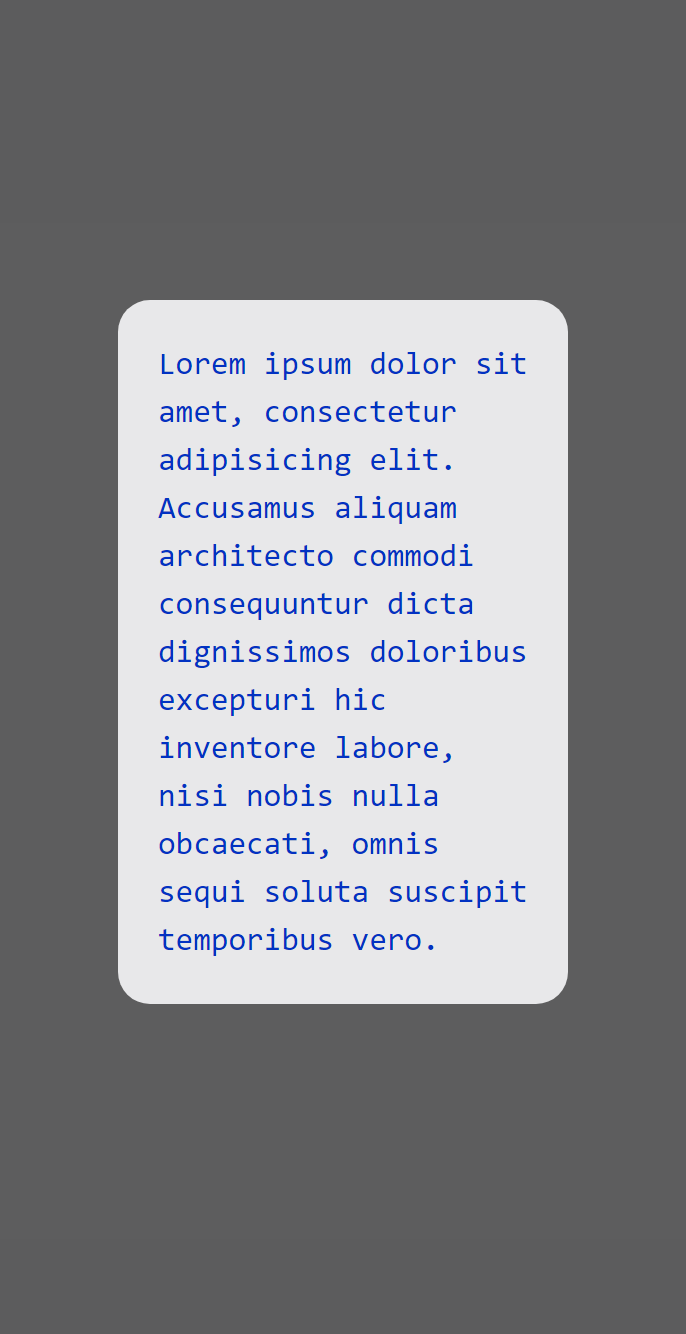 Lorem ipsum dolor sit
amet, consectetur
adipisicing elit.
Accusamus aliquam
architecto commodi
consequuntur dicta
dignissimos doloribus
excepturi hic
inventore labore,
nisi nobis nulla
obcaecati, omnis
sequi soluta suscipit
temporibus vero.